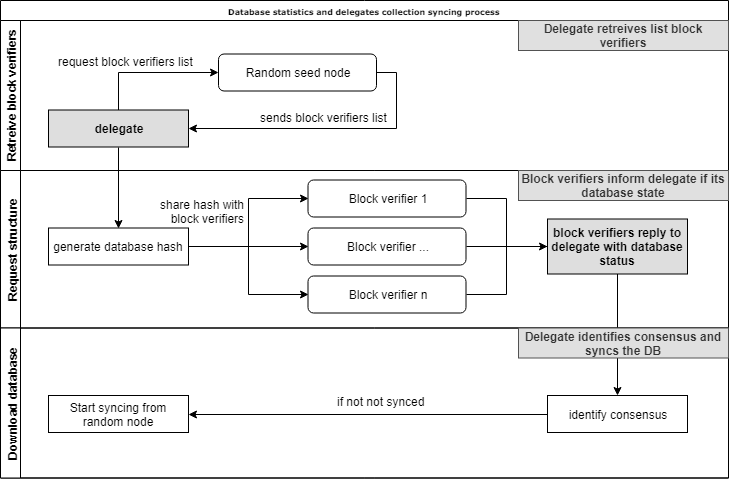 Database statistics and delegates collection syncing process
Retreive block verifiers
Delegate retreives list block
verifiers
request block verifiers list
Random seed node
sends block verifiers list
delegate
Request structure
Block verifiers inform delegate if its
database state
share hash with
block verifiers
Block verifier 1
generate database hash
Block verifier ...
block verifiers reply to
delegate with database
status
Block verifier n
Download database
Delegate identifies consensus and
syncs the DB
Start syncing from
random node
if not not synced
identify consensus